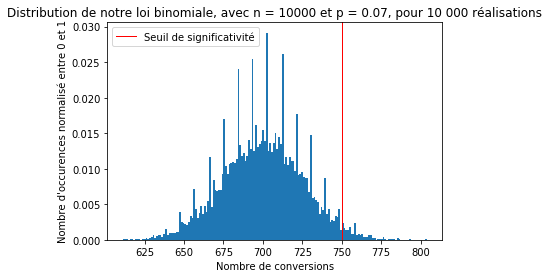 Distribution de notre loi binomiale, avec n = 10000 et p = 0.07, pour 10 000 réalisations
Seuil de significativité
Nombre d'occurences normalisé entre 0 et 1
0.030
0.025
0.020
0.015
0.010
0.005
0.000
625 650 675 700 725 750 775 800
Nombre de conversions